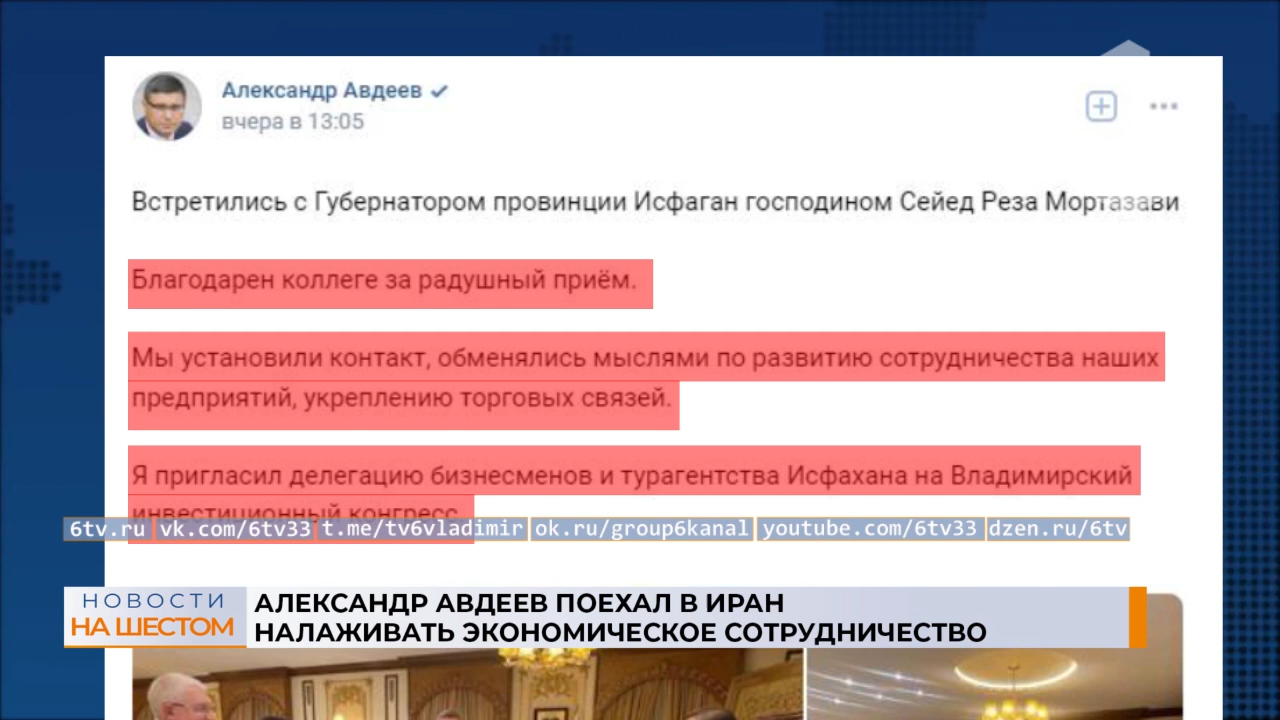 Александр Авдеев
вчера в 13:05
Встретились с Губернатором провинции Исфаган господином Сейед Реза Мортазави
Благодарен коллеге за радушный приём.
Мы установили контакт, обменялись мыслями по развитию сотрудничества наших
предприятий, укреплению торговых связей.
Я пригласил делегацию бизнесменов и турагентства Исфахана на Владимирский
инвестиционный конгресс.
6tv.ru vk.com/6tv33 t.me/tv6vladimir ok.ru/group6kanal youtube.com/6tv33 dzen.ru/6tv
НОВОСТИ
НА ШЕСТОМ
АЛЕКСАНДР АВДЕЕВ ПОЕХАЛ В ИРАН
НАЛАЖИВАТЬ ЭКОНОМИЧЕСКОЕ СОТРУДНИЧЕСТВО